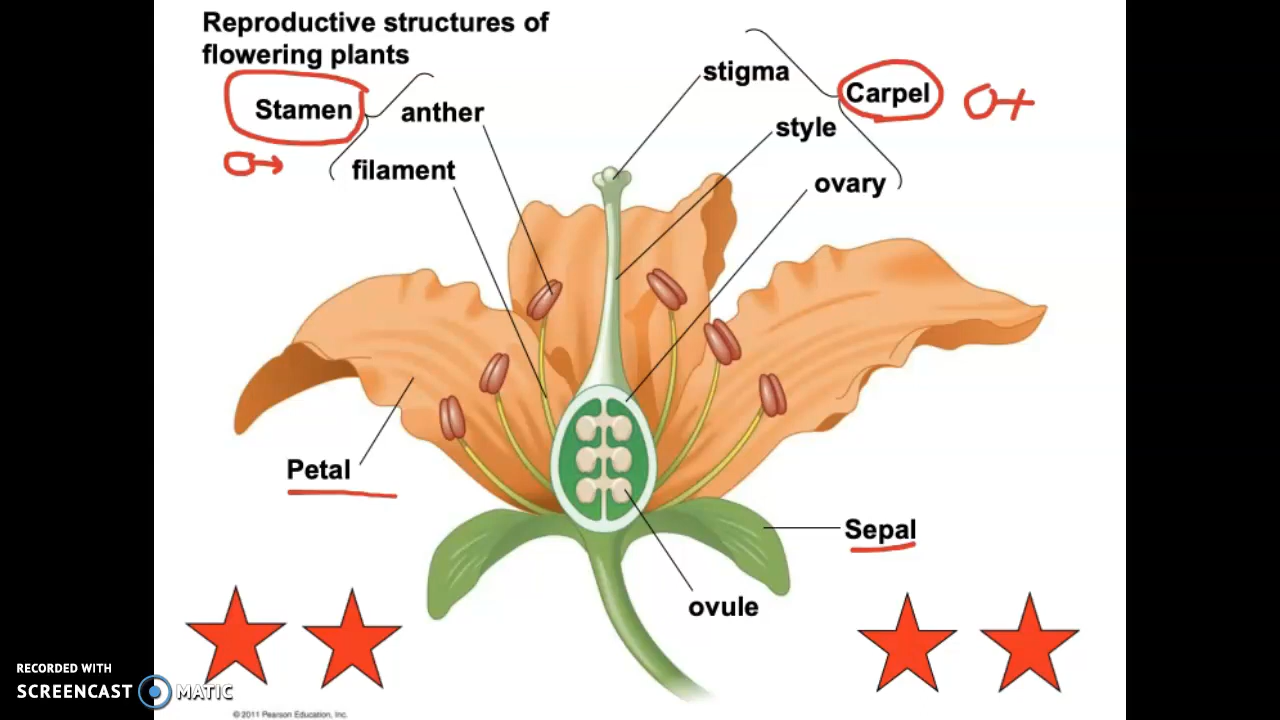 Reproductive structures of
flowering plants
Stamen
anther
filament
stigma
style
ovary
Carpel
Petal
Sepal
ovule
RECORDED WITH
SCREENCAST MATIC
© 2011 Pearson Education, Inc.